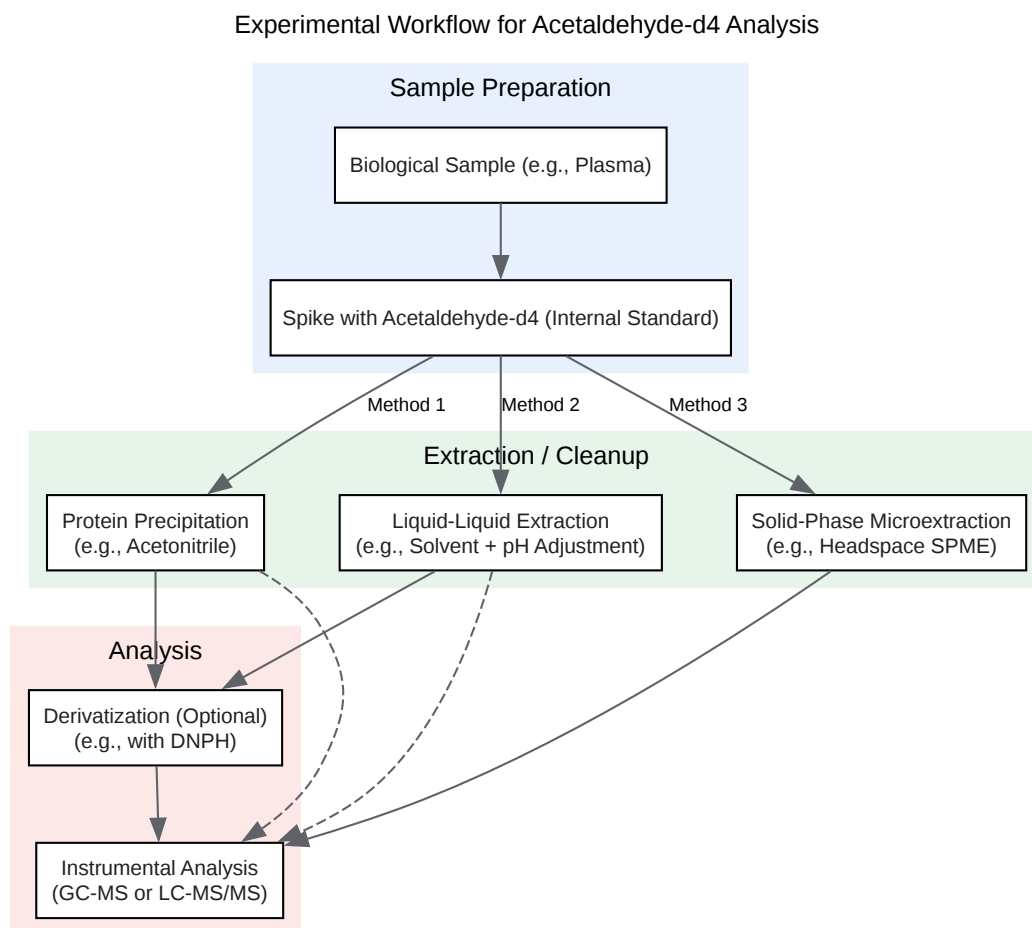 Experimental Workflow for Acetaldehyde-d4 Analysis
Sample Preparation
Biological Sample (e.g., Plasma)
Spike with Acetaldehyde-d4 (Internal Standard)
Method 1
Method 2
Method 3
Extraction / Cleanup
Protein Precipitation
(e.g., Acetonitrile)
Liquid-Liquid Extraction
(e.g., Solvent + pH Adjustment)
Solid-Phase Microextraction
(e.g., Headspace SPME)
Analysis
Derivatization (Optional)
(e.g., with DNPH)
Instrumental Analysis
(GC-MS or LC-MS/MS)